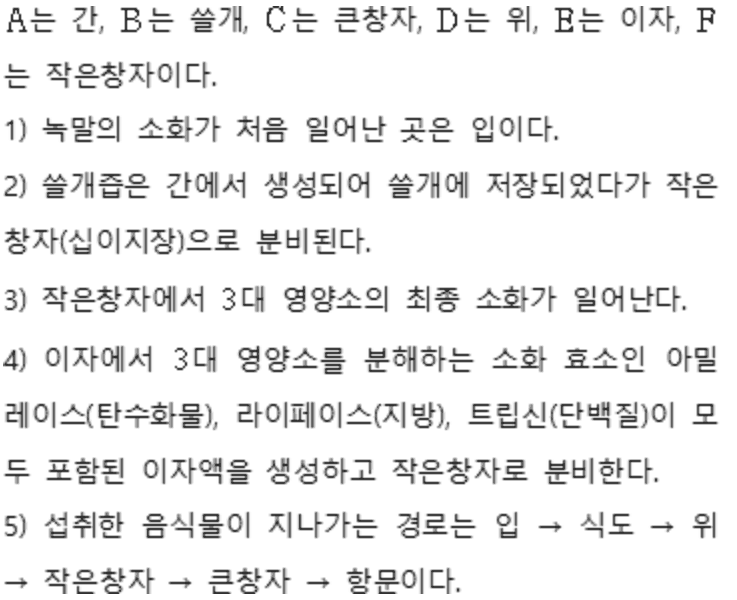 A는 간, B는 쓸개, C는 큰창자, D는 위, E는 이자, F
는 작은창자이다.
1) 녹말의 소화가 처음 일어난 곳은 입이다.
2) 쓸개즙은 간에서 생성되어 쓸개에 저장되었다가 작은
창자(십이지장)으로 분비된다.
3) 작은창자에서 3대 영양소의 최종 소화가 일어난다.
4) 이자에서 3대 영양소를 분해하는 소화 효소인 아밀
레이스(탄수화물), 라이페이스(지방), 트립신(단백질)이 모
두 포함된 이자액을 생성하고 작은창자로 분비한다.
5) 섭취한 음식물이 지나가는 경로는 입 → 식도 → 위
→ 작은창자 → 큰창자 → 항문이다.